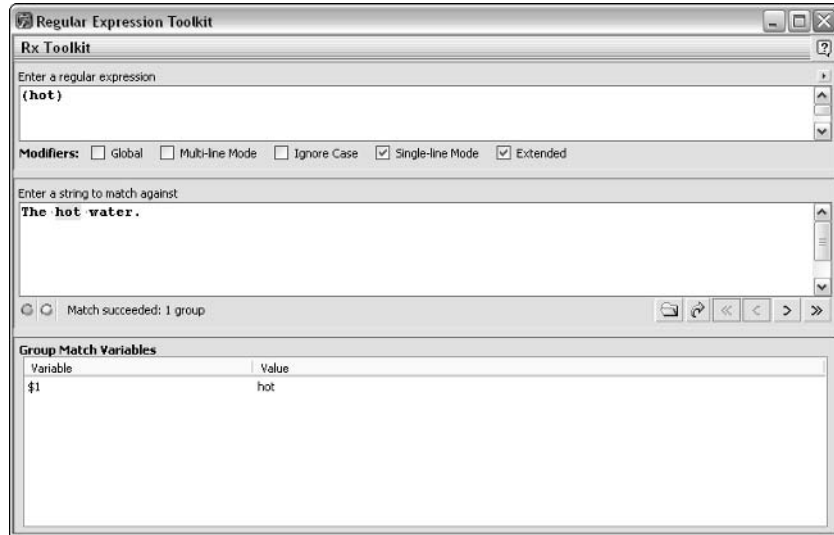 Regular Expression Toolkit
Rx Toolkit
Enter a regular expression
(hot)
Modifiers: Global Multi-line Mode Ignore Case Single-line Mode Extended
Enter a string to match against
The·hot·water.
Match succeeded: 1 group
Group Match Variables
Variable Value
$1 hot